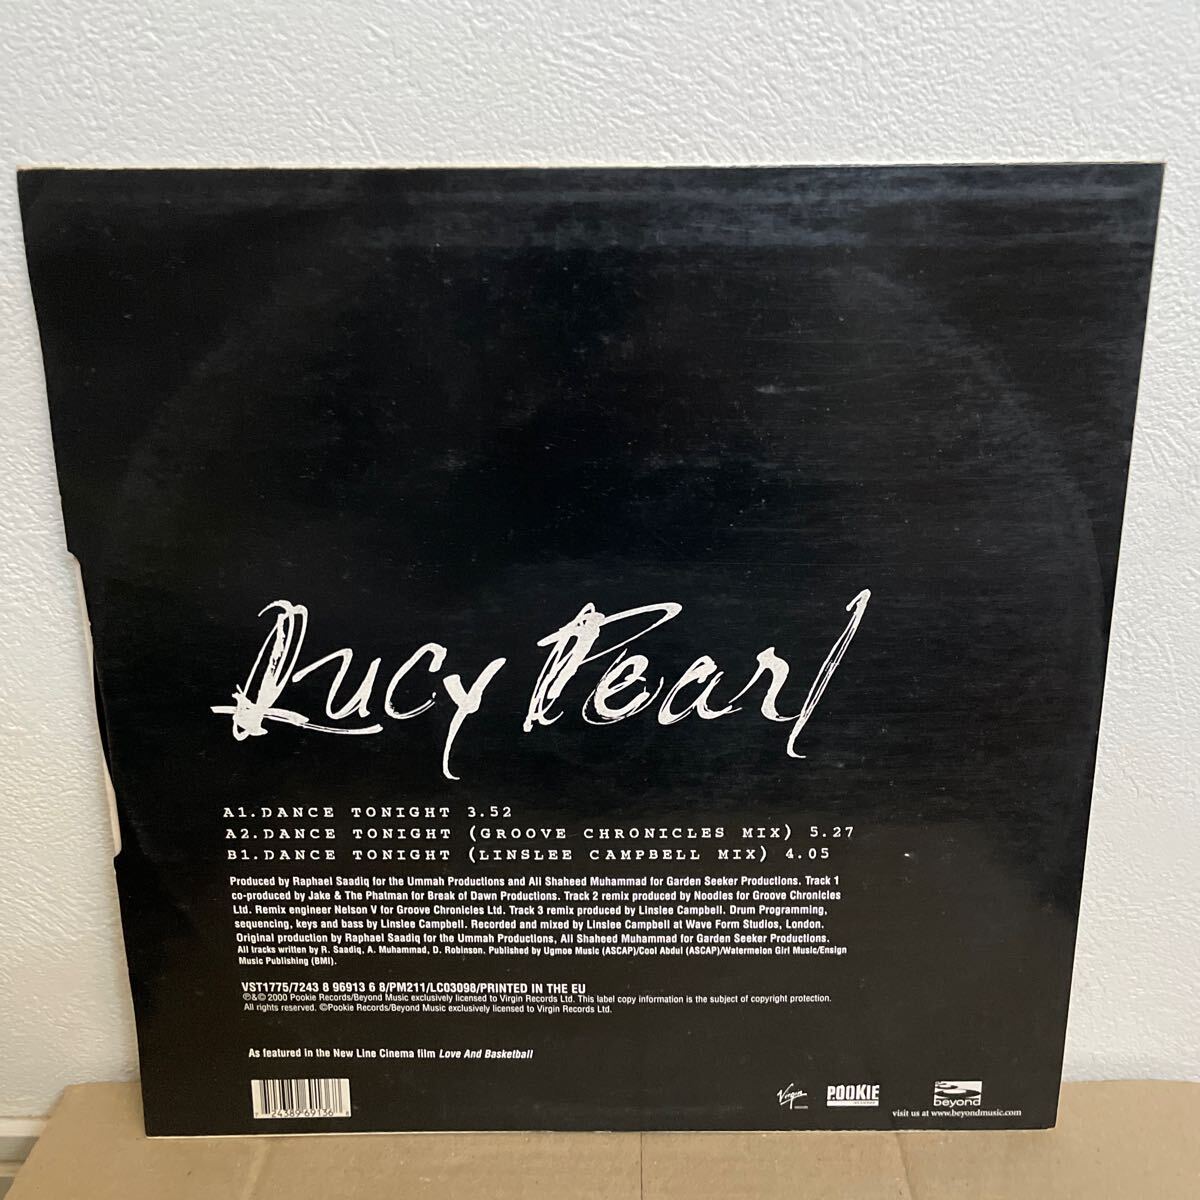 Lucy Pearl
A1.DANCE TONIGHT 3.52
A2.DANCE TONIGHT (GROOVE CHRONICLES MIX) 5.27
B1.DANCE TONIGHT (LINSLEE CAMPBELL MIX) 4.05
Produced by Raphael Saadiq for the Ummah Productions and Ali Shaheed Muhammad for Garden Seeker Productions. Track 1
co-produced by Jake & The Phatman for Break of Dawn Productions. Track 2 remix produced by Noodles for Groove Chronicles
Ltd. Remix engineer Nelson V for Groove Chronicles Ltd. Track 3 remix produced by Linslee Campbell. Drum Programming,
sequencing, keys and bass by Linslee Campbell. Recorded and mixed by Linslee Campbell at Wave Form Studios, London.
Original production by Raphael Saadiq for the Ummah Productions, Ali Shaheed Muhammad for Garden Seeker Productions.
All tracks written by R. Saadiq, A. Muhammad, D. Robinson. Published by Ugmoe Music (ASCAP)/Cool Abdul (ASCAP)/Watermelon Girl Music/Ensign
Music Publishing (BMI).
VST1775/7243 8 96913 6 8/PM211/LC03098/PRINTED IN THE EU
℗&© 2000 Pookie Records/Beyond Music exclusively licensed to Virgin Records Ltd. This label copy information is the subject of copyright protection.
All rights reserved. ©Pookie Records/Beyond Music exclusively licensed to Virgin Records Ltd.
As featured in the New Line Cinema film Love And Basketball
7 24389 69136 8
Virgin
POOKIE
beyond
visit us at www.beyondmusic.com